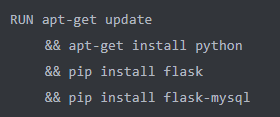 RUN apt-get update
&& apt-get install python
&& pip install flask
&& pip install flask-mysql